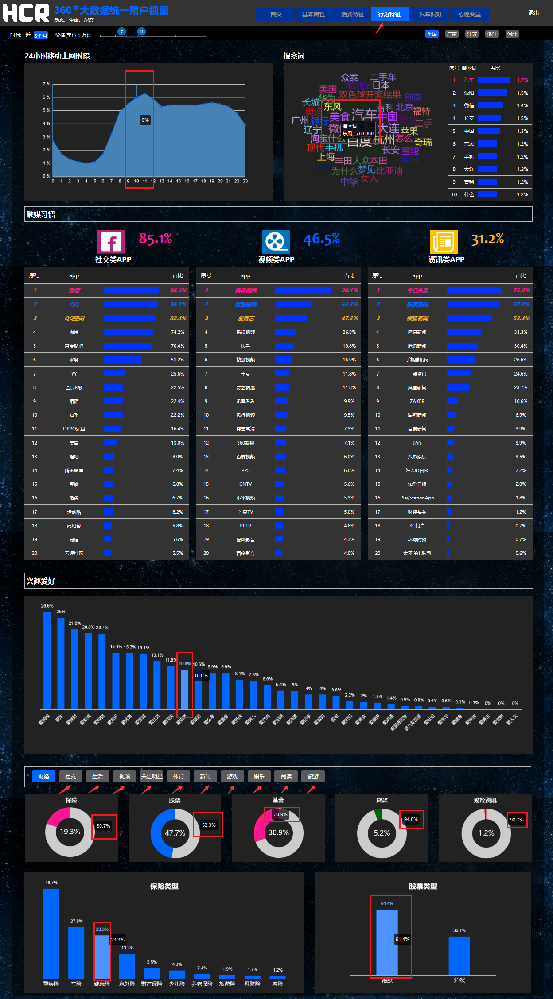 HCR 360°大数据统一用户视图
动态、全面、深度
首页 基本属性 消费特征 行为特征 汽车偏好 心理变量 退出
时间: 近 3个月 价格(单位：万): 7 11
全国 广东 江苏 浙江 河北
24小时移动上网时段
7 %
6 %
5 %
4 %
3 %
2 %
1 %
0 %
6%
0 1 2 3 4 5 6 7 8 9 10 11 12 13 14 15 16 17 18 19 20 21 22 23
搜索词
众泰 二手车
加油站 日本
美国
华为 双色球开奖结果 别克
长城 东风 吉利 北京
奥迪 美食 汽车 中国 福特
广州 银行 美女 二手
辽宁 微信 大连 苹果
搜索词
东风 : 768,860
淘宝 什么 百度 杭州 怎么 奇瑞
现代 手机 长安 宝骏
上海 丰田 大众 本田 宝马
为什么 梦见 比亚迪
中华 女人
序号 搜索词 占比
1 汽车 1.7%
2 沈阳 1.5%
3 微信 1.4%
4 长安 1.5%
5 中国 1.3%
6 东风 1.2%
7 手机 1.2%
8 大连 1.2%
9 吉利 1.2%
10 什么 1.2%
触媒习惯
85.1%
社交类APP
46.5%
视频类APP
31.2%
资讯类APP
序号 app 占比
1 微信 94.6%
2 QQ 90.2%
3 QQ空间 82.4%
4 微博 74.2%
5 百度贴吧 70.4%
6 米聊 51.2%
7 YY 25.6%
8 全民K歌 22.5%
9 陌陌 22.4%
10 知乎 22.2%
11 OPPO乐园 16.4%
12 美篇 13.0%
13 唱吧 8.0%
14 腾讯微博 7.4%
15 豆瓣 6.8%
16 指尖 6.7%
17 运动酷 6.2%
18 妈妈帮 5.8%
19 易信 5.6%
20 天涯社区 5.5%
序号 app 占比
1 腾讯视频 98.1%
2 优酷视频 54.3%
3 爱奇艺 47.2%
4 乐视视频 26.8%
5 快手 19.8%
6 搜狐视频 16.9%
7 土豆 11.8%
8 奇艺精选 11.8%
9 迅雷看看 9.9%
10 风行视频 9.5%
11 奇艺高清 7.3%
12 360影视 7.1%
13 百度视频 6.0%
14 PPS 6.0%
15 CNTV 5.6%
16 小米视频 5.3%
17 芒果TV 5.0%
18 PPTV 4.6%
19 暴风影音 4.3%
20 百度影音 4.0%
序号 app 占比
1 今日头条 75.0%
2 新浪新闻 67.8%
3 搜狐新闻 53.4%
4 网易新闻 33.3%
5 腾讯新闻 30.4%
6 手机腾讯网 26.6%
7 一点资讯 24.6%
8 凤凰新闻 23.7%
9 ZAKER 10.6%
10 澎湃新闻 6.9%
11 百度新闻 3.9%
12 界面 3.9%
13 八爪娱乐 3.5%
14 好奇心日报 2.2%
15 知乎日报 2.0%
16 PlayStationApp 1.8%
17 财经头条 1.2%
18 3G门户 0.7%
19 环球时报 0.7%
20 太平洋电脑网 0.6%
兴趣爱好
26.6% 25% 21.8% 20.8% 20.7% 15.4% 15.3% 15.1% 13.1% 11.8% 10.8% 10.6% 9.9% 9.9% 8.1% 7.8% 6.6% 5.1% 5% 4% 4% 3.6% 2.2% 2% 1.8% 1.4% 0.9% 0.8% 0.6% 0.6% 0.3% 0.1% 0% 0% 0%
10.8%
爱视频 爱车 爱理财 爱新闻 爱购物 爱音乐 爱体育 爱游戏 爱社交 爱阅读 爱旅游 爱分享 爱摄像 爱科技 爱育儿 爱交流 爱拍照 爱消遣 爱记事 爱数码 爱宅 爱投机 爱美食 爱服饰 爱动漫 爱星座运势 爱八卦追星 爱运动 爱学习 爱健身 爱美妆 爱养生 爱宠物 爱人文
财经 社交 生活 视频 关注明星 体育 新闻 游戏 娱乐 阅读 旅游
保险
19.3%
80.7%
股票
47.7%
52.3%
基金
30.9%
30.9%
贷款
94.8%
5.2%
财经资讯
98.7%
1.2%
保险类型
48.7% 27.8% 23.3% 13.3% 5.5% 4.3% 2.4% 1.9% 1.7% 1.2%
23.3%
重疾险 车险 健康险 意外险 财产保险 少儿险 养老保险 旅游险 理财险 寿险
股票类型
61.4% 36.1%
61.4%
港股 沪深